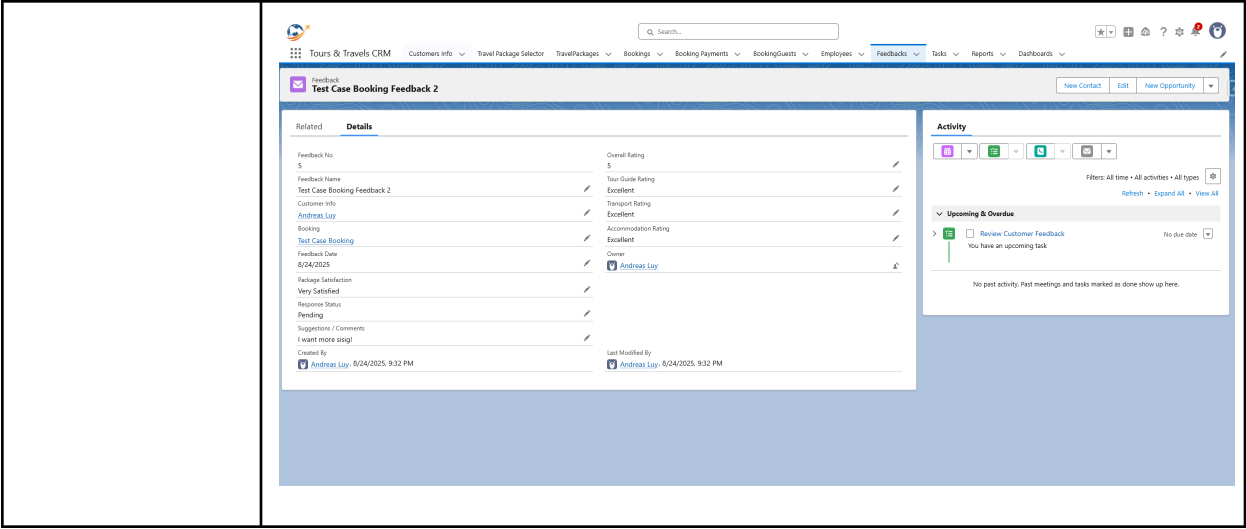 Search...
2
Tours & Travels CRM Customers Info Travel Package Selector TravelPackages Bookings Booking Payments BookingGuests Employees Feedbacks Tasks Reports Dashboards
Feedback
Test Case Booking Feedback 2
New Contact Edit New Opportunity
Related Details
Feedback No
5
Feedback Name
Test Case Booking Feedback 2
Customer Info
Andreas Luy
Booking
Test Case Booking
Feedback Date
8/24/2025
Package Satisfaction
Very Satisfied
Response Status
Pending
Suggestions / Comments
I want more sisig!
Created By
Andreas Luy, 8/24/2025, 9:32 PM
Overall Rating
5
Tour Guide Rating
Excellent
Transport Rating
Excellent
Accommodation Rating
Excellent
Owner
Andreas Luy
Last Modified By
Andreas Luy, 8/24/2025, 9:32 PM
Activity
Filters: All time • All activities • All types
Refresh • Expand All • View All
Upcoming & Overdue
Review Customer Feedback No due date
You have an upcoming task
No past activity. Past meetings and tasks marked as done show up here.